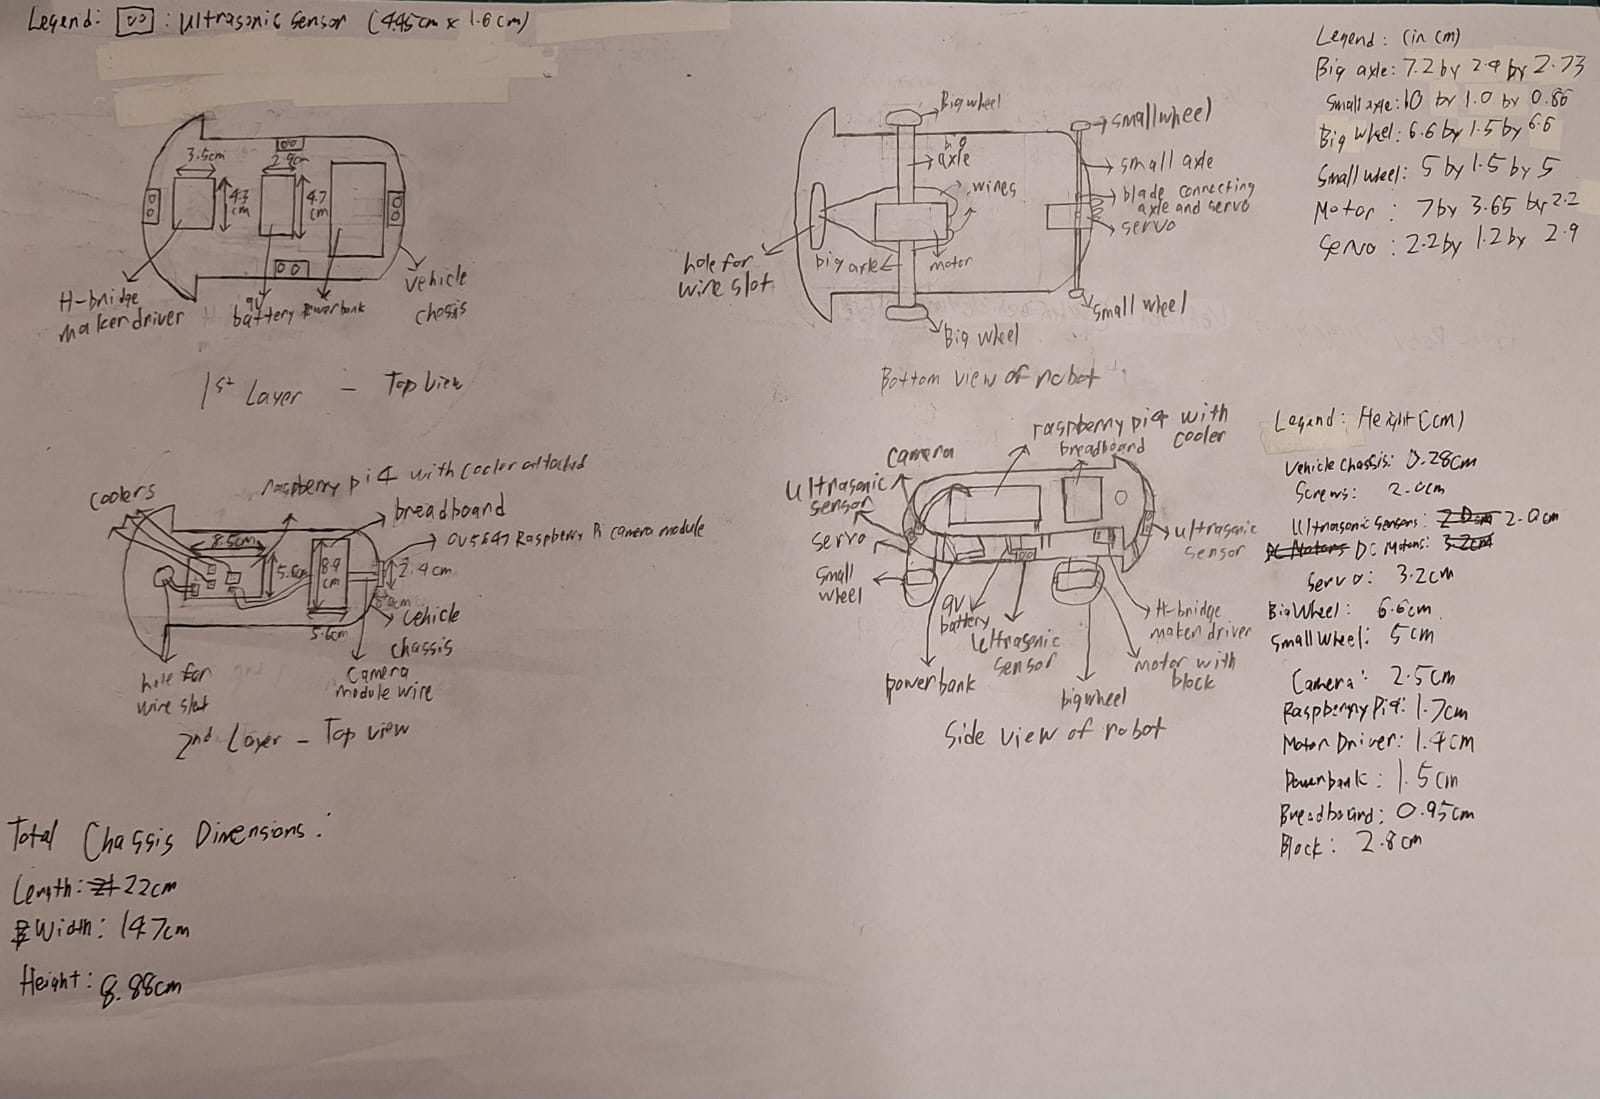 Legend: : Ultrasonic sensor (4.45cm x 1.6cm)
3.5cm
2.9cm
4.3
cm
4.7
cm
H-bridge
maker driver
9V
battery
Powerbank
vehicle
chassis
1st Layer - Top View
Big wheel
big
axle
wires
small wheel
small axle
blade connecting
axle and servo
servo
hole for
wire slot
big axle
motor
small wheel
Big wheel
Bottom view of robot
Legend: (in cm)
Big axle: 7.2 by 2.4 by 2.73
Small axle: 10 by 1.0 by 0.86
Big wheel: 6.6 by 1.5 by 6.6
Small wheel: 5 by 1.5 by 5
Motor : 7 by 3.65 by 2.2
Servo : 2.2 by 1.2 by 2.9
coolers
raspberry pi 4 with cooler attached
breadboard
OV5647 Raspberry Pi camera module
8.5cm
5.6cm
8.9
cm
2.4cm
5.6cm
vehicle
chassis
hole for
wire slot
camera
module wire
2nd Layer - Top view
raspberry pi 4 with
cooler
breadboard
camera
ultrasonic
sensor
servo
small
wheel
ultrasonic
sensor
9V
battery
ultrasonic
sensor
H-bridge
maker driver
powerbank
bigwheel
motor with
block
Side view of robot
Legend: Height (cm)
Vehicle chassis: 0.28cm
Screws: 2.0cm
Ultrasonic sensors: 2.0cm 2.0cm
DC Motors DC Motors: 3.2cm
Servo: 3.2cm
Big Wheel: 6.6cm
Small Wheel: 5cm
Camera: 2.5cm
Raspberry Pi4: 1.7cm
Motor Driver: 1.4cm
Powerbank: 1.5cm
Breadboard: 0.95cm
Block: 2.8cm
Total Chassis Dimensions:
Length: 21 22cm
Width: 14.7cm
Height: 8.88cm